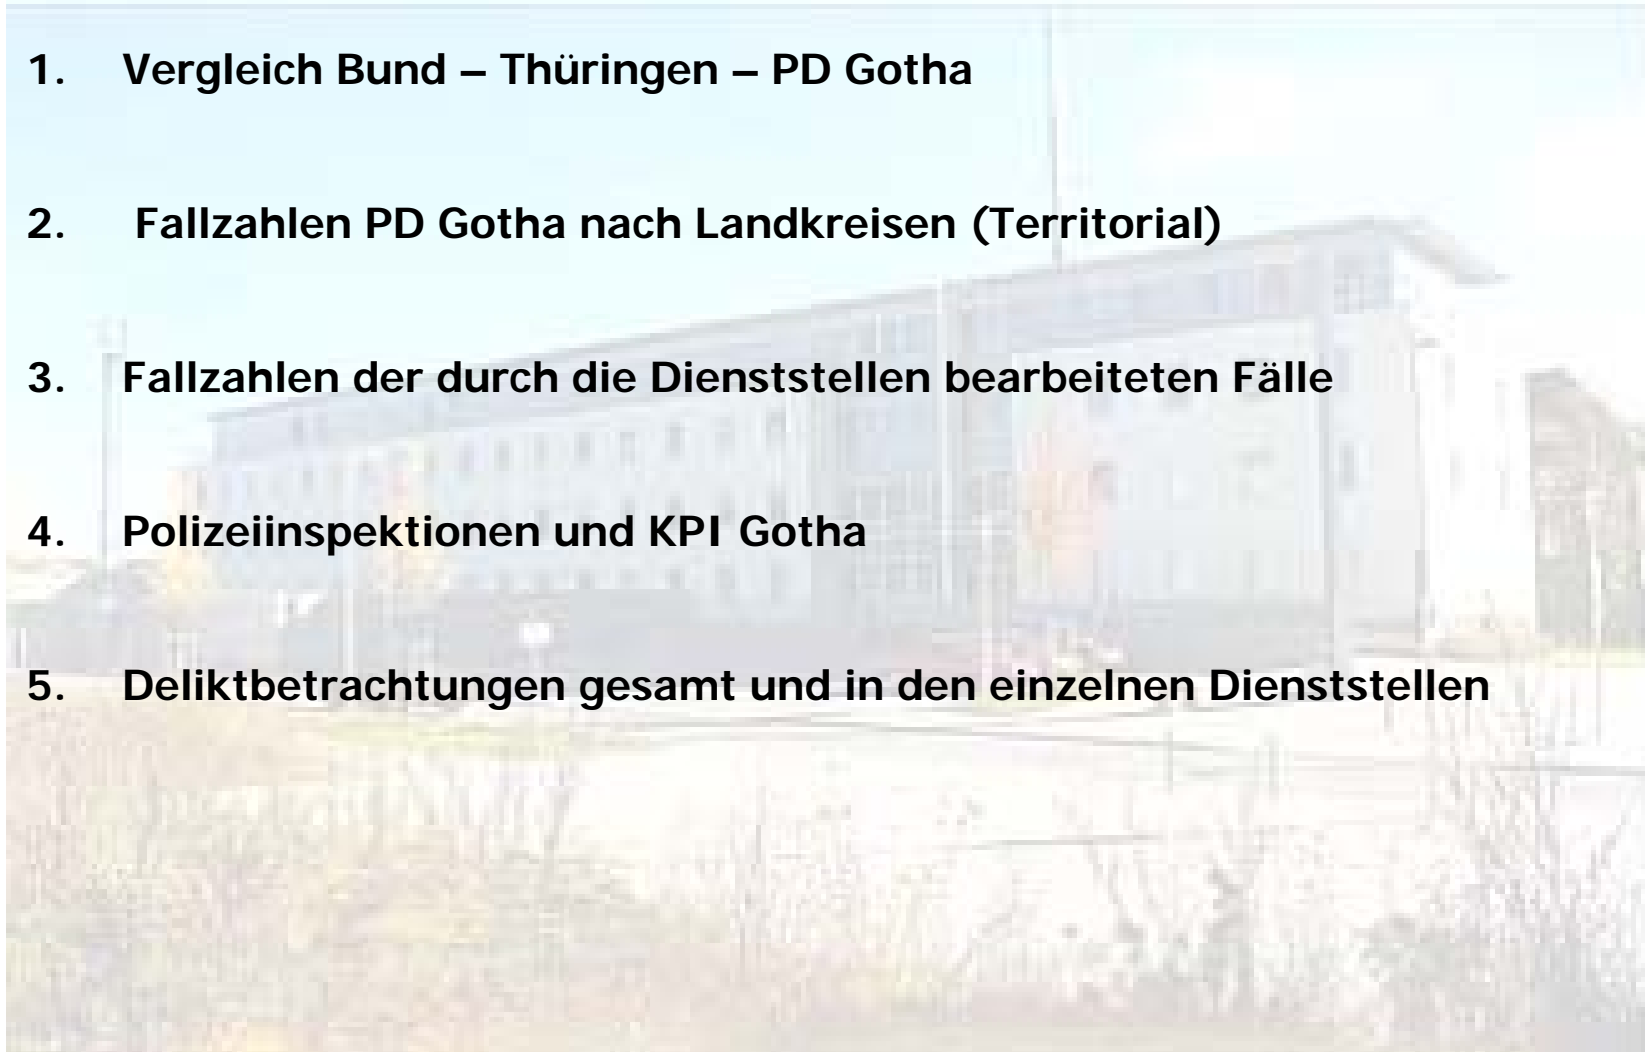 1. Vergleich Bund – Thüringen – PD Gotha
2. Fallzahlen PD Gotha nach Landkreisen (Territorial)
3. Fallzahlen der durch die Dienststellen bearbeiteten Fälle
4. Polizeiinspektionen und KPI Gotha
5. Deliktbetrachtungen gesamt und in den einzelnen Dienststellen